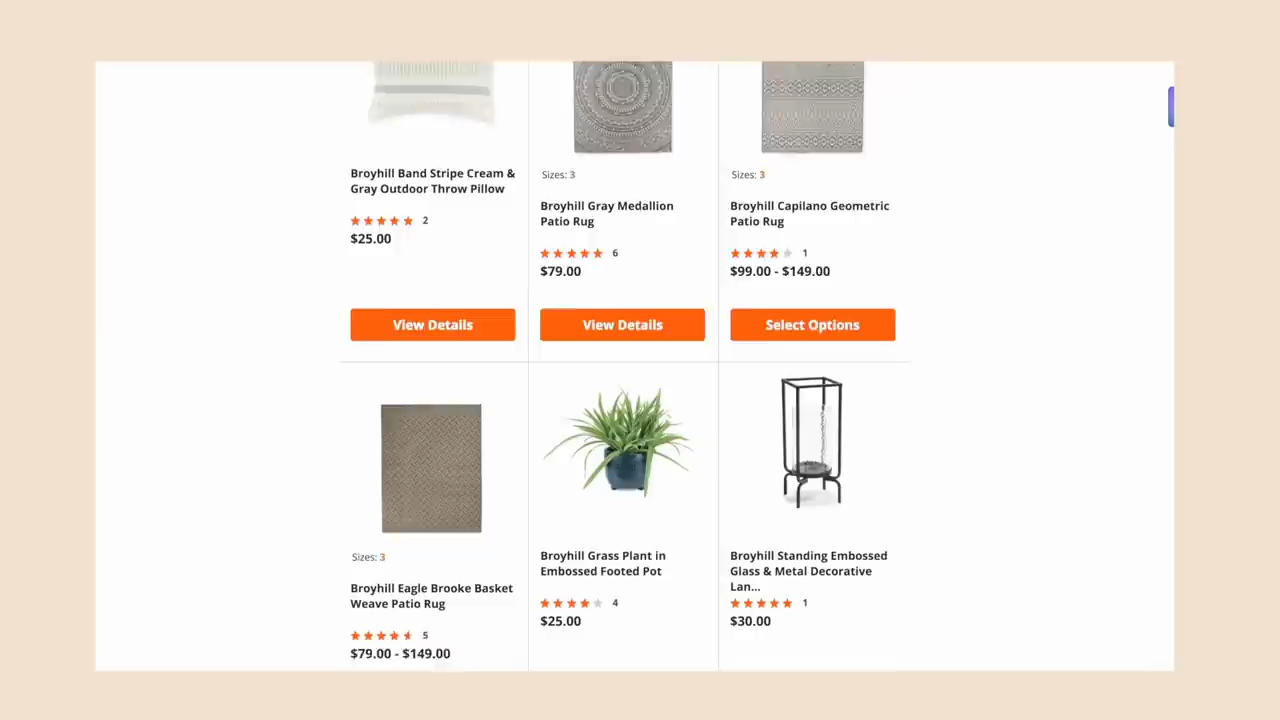 Broyhill Band Stripe Cream &
Gray Outdoor Throw Pillow
2
$25.00
View Details
Sizes: 3
Broyhill Gray Medallion
Patio Rug
6
$79.00
View Details
Sizes: 3
Broyhill Capilano Geometric
Patio Rug
1
$99.00 - $149.00
Select Options
Sizes: 3
Broyhill Eagle Brooke Basket
Weave Patio Rug
5
$79.00 - $149.00
Broyhill Grass Plant in
Embossed Footed Pot
4
$25.00
Broyhill Standing Embossed
Glass & Metal Decorative
Lan...
1
$30.00